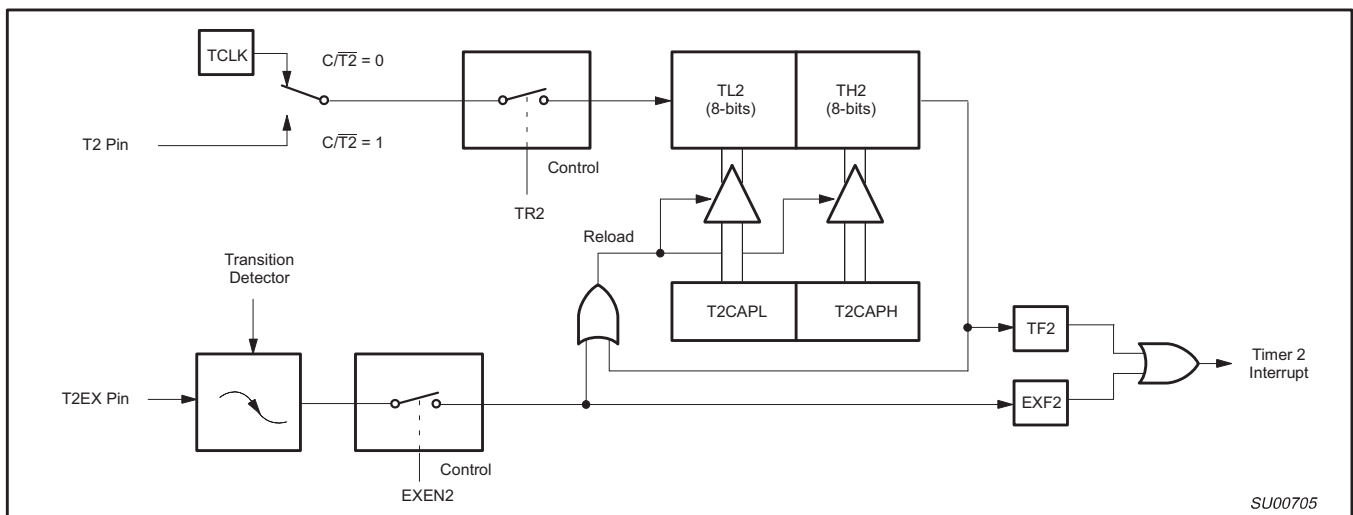 TCLK
C/T2 = 0
T2 Pin
C/T2 = 1
Control
TR2
TL2
(8-bits)
TH2
(8-bits)
Reload
Transition
Detector
T2CAPL
T2CAPH
TF2
Timer 2
Interrupt
T2EX Pin
EXF2
Control
EXEN2
SU00705